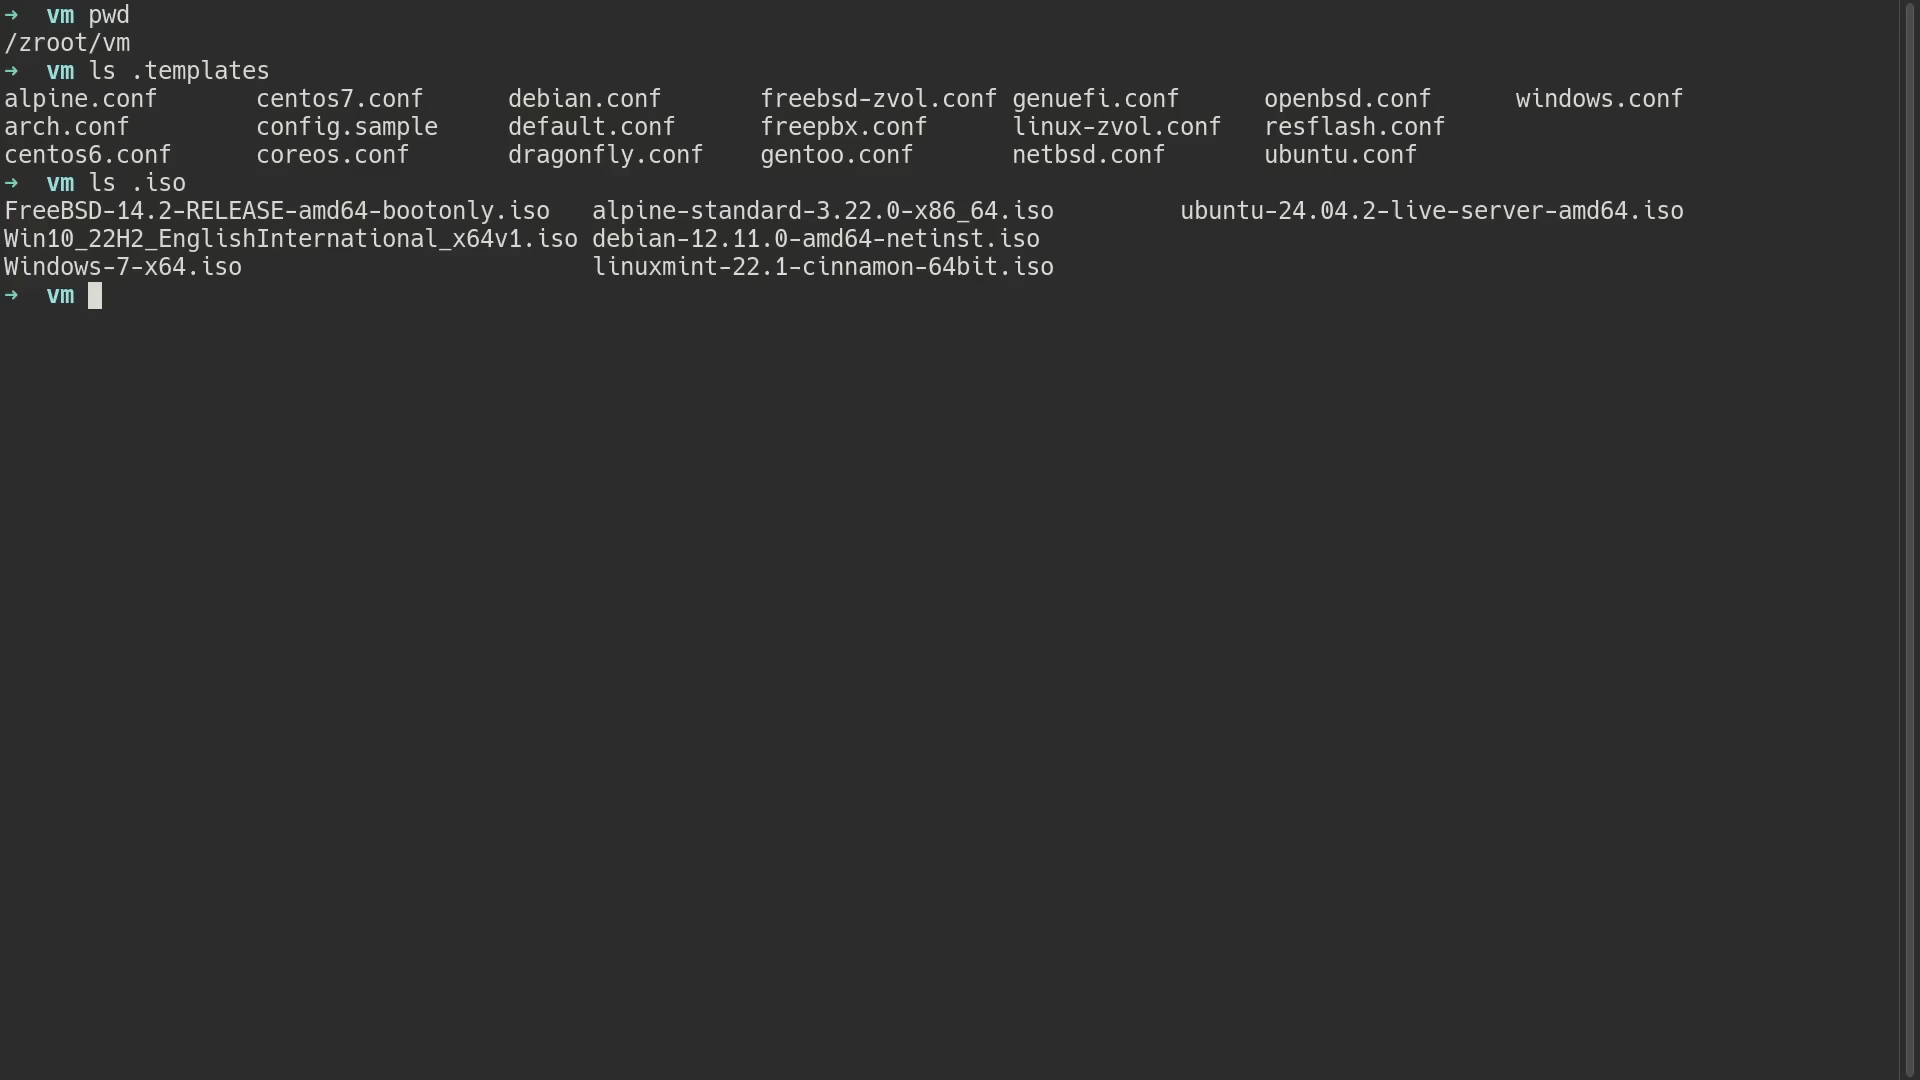 ➜  vm pwd
/zroot/vm
➜  vm ls .templates
alpine.conf       centos7.conf      debian.conf       freebsd-zvol.conf genuefi.conf      openbsd.conf      windows.conf
arch.conf         config.sample     default.conf      freepbx.conf      linux-zvol.conf   resflash.conf
centos6.conf      coreos.conf       dragonfly.conf    gentoo.conf       netbsd.conf       ubuntu.conf
➜  vm ls .iso
FreeBSD-14.2-RELEASE-amd64-bootonly.iso   alpine-standard-3.22.0-x86_64.iso         ubuntu-24.04.2-live-server-amd64.iso
Win10_22H2_EnglishInternational_x64v1.iso debian-12.11.0-amd64-netinst.iso
Windows-7-x64.iso                         linuxmint-22.1-cinnamon-64bit.iso
➜  vm